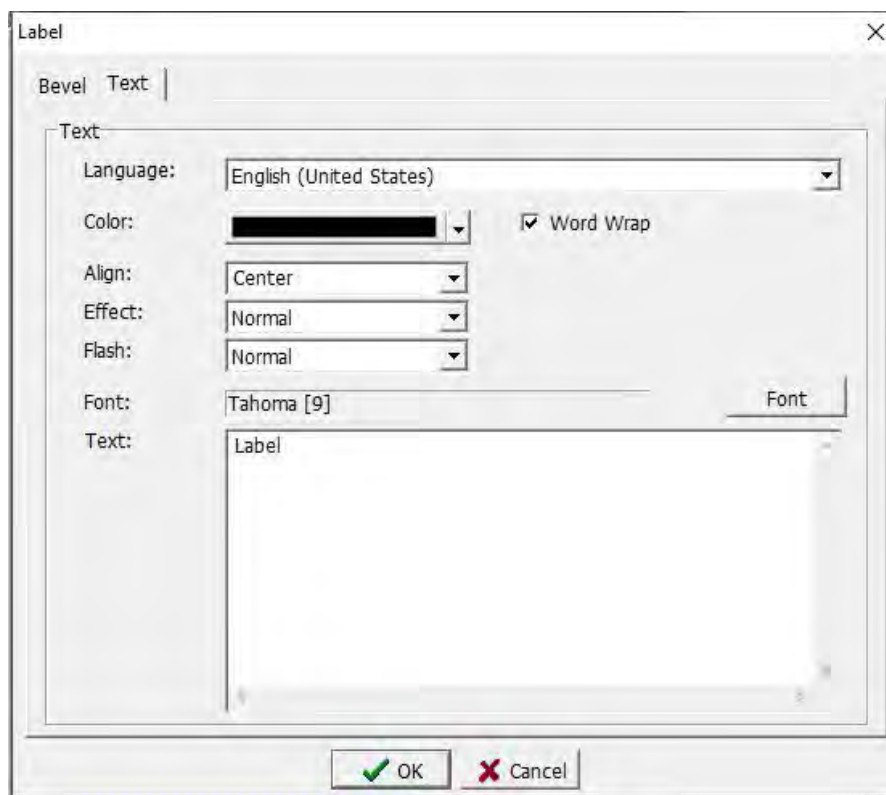 Label
Bevel Text
Text
Language: English (United States)
Color: Word Wrap
Align: Center
Effect: Normal
Flash: Normal
Font: Tahoma [9] Font
Text: Label
OK Cancel